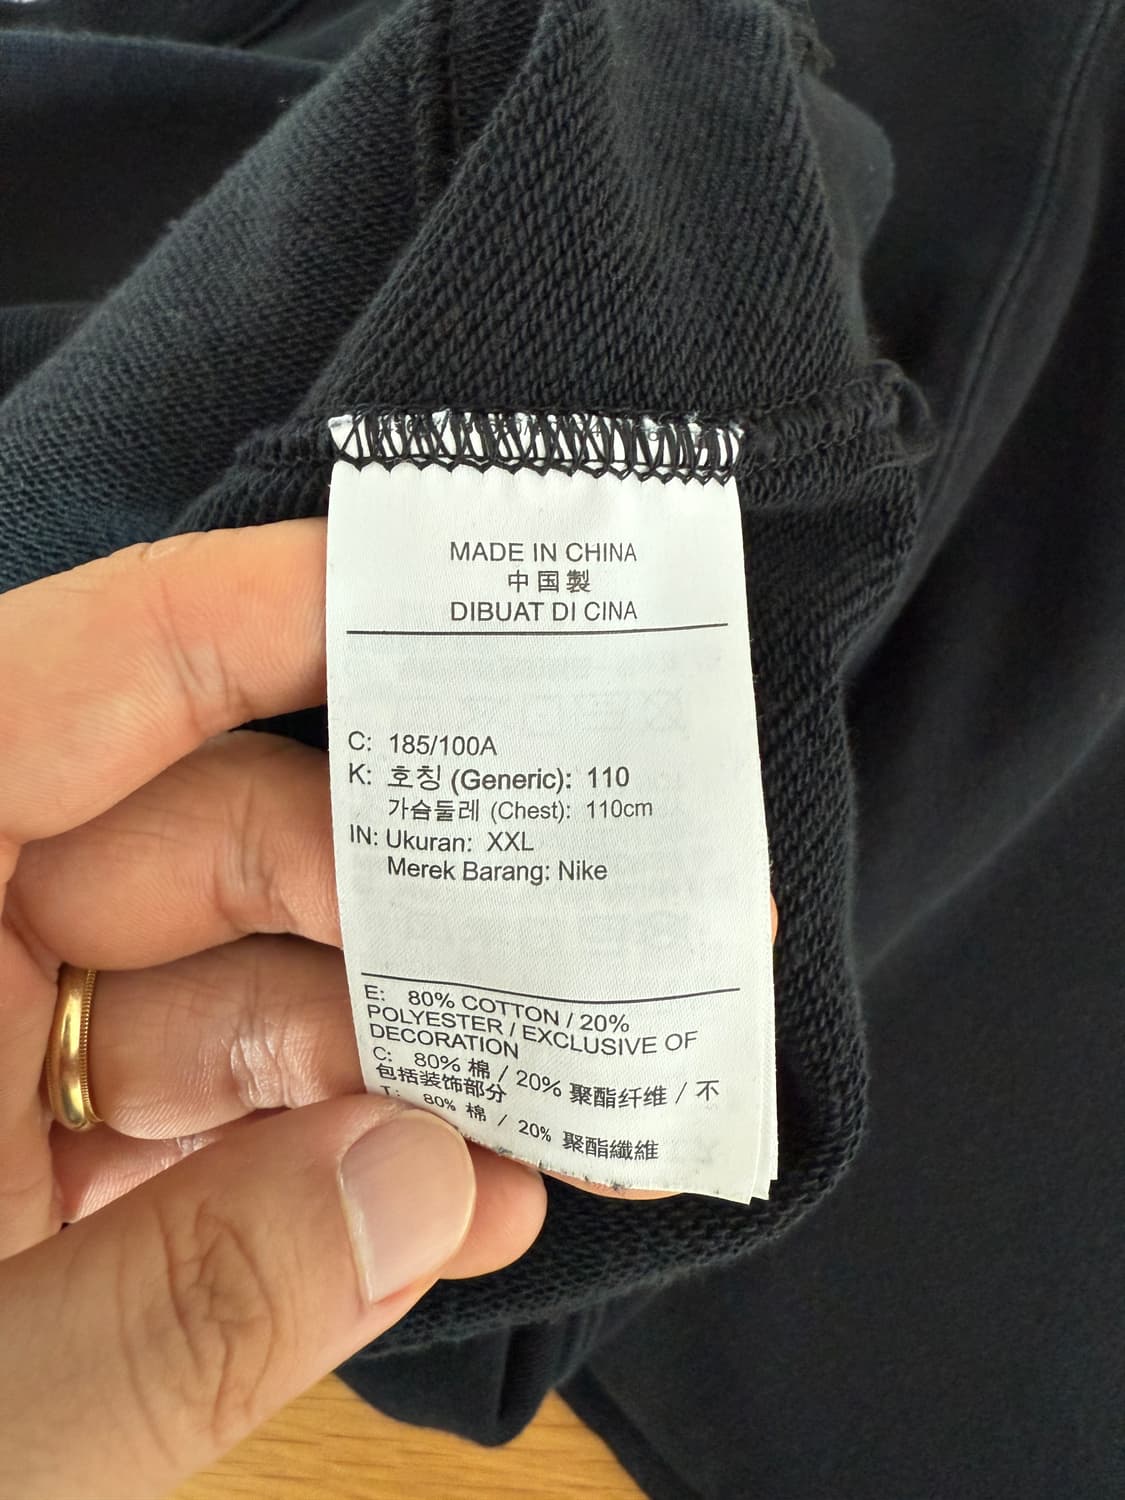 MADE IN CHINA
中国製
DIBUAT DI CINA
C: 185/100A
K: 호칭 (Generic): 110
가슴둘레 (Chest): 110cm
IN: Ukuran: XXL
Merek Barang: Nike
E: 80% COTTON / 20%
POLYESTER / EXCLUSIVE OF
DECORATION
C: 80% 棉 / 20% 聚酯纤维 / 不
包括装饰部分
T: 80% 棉 / 20% 聚酯纖維